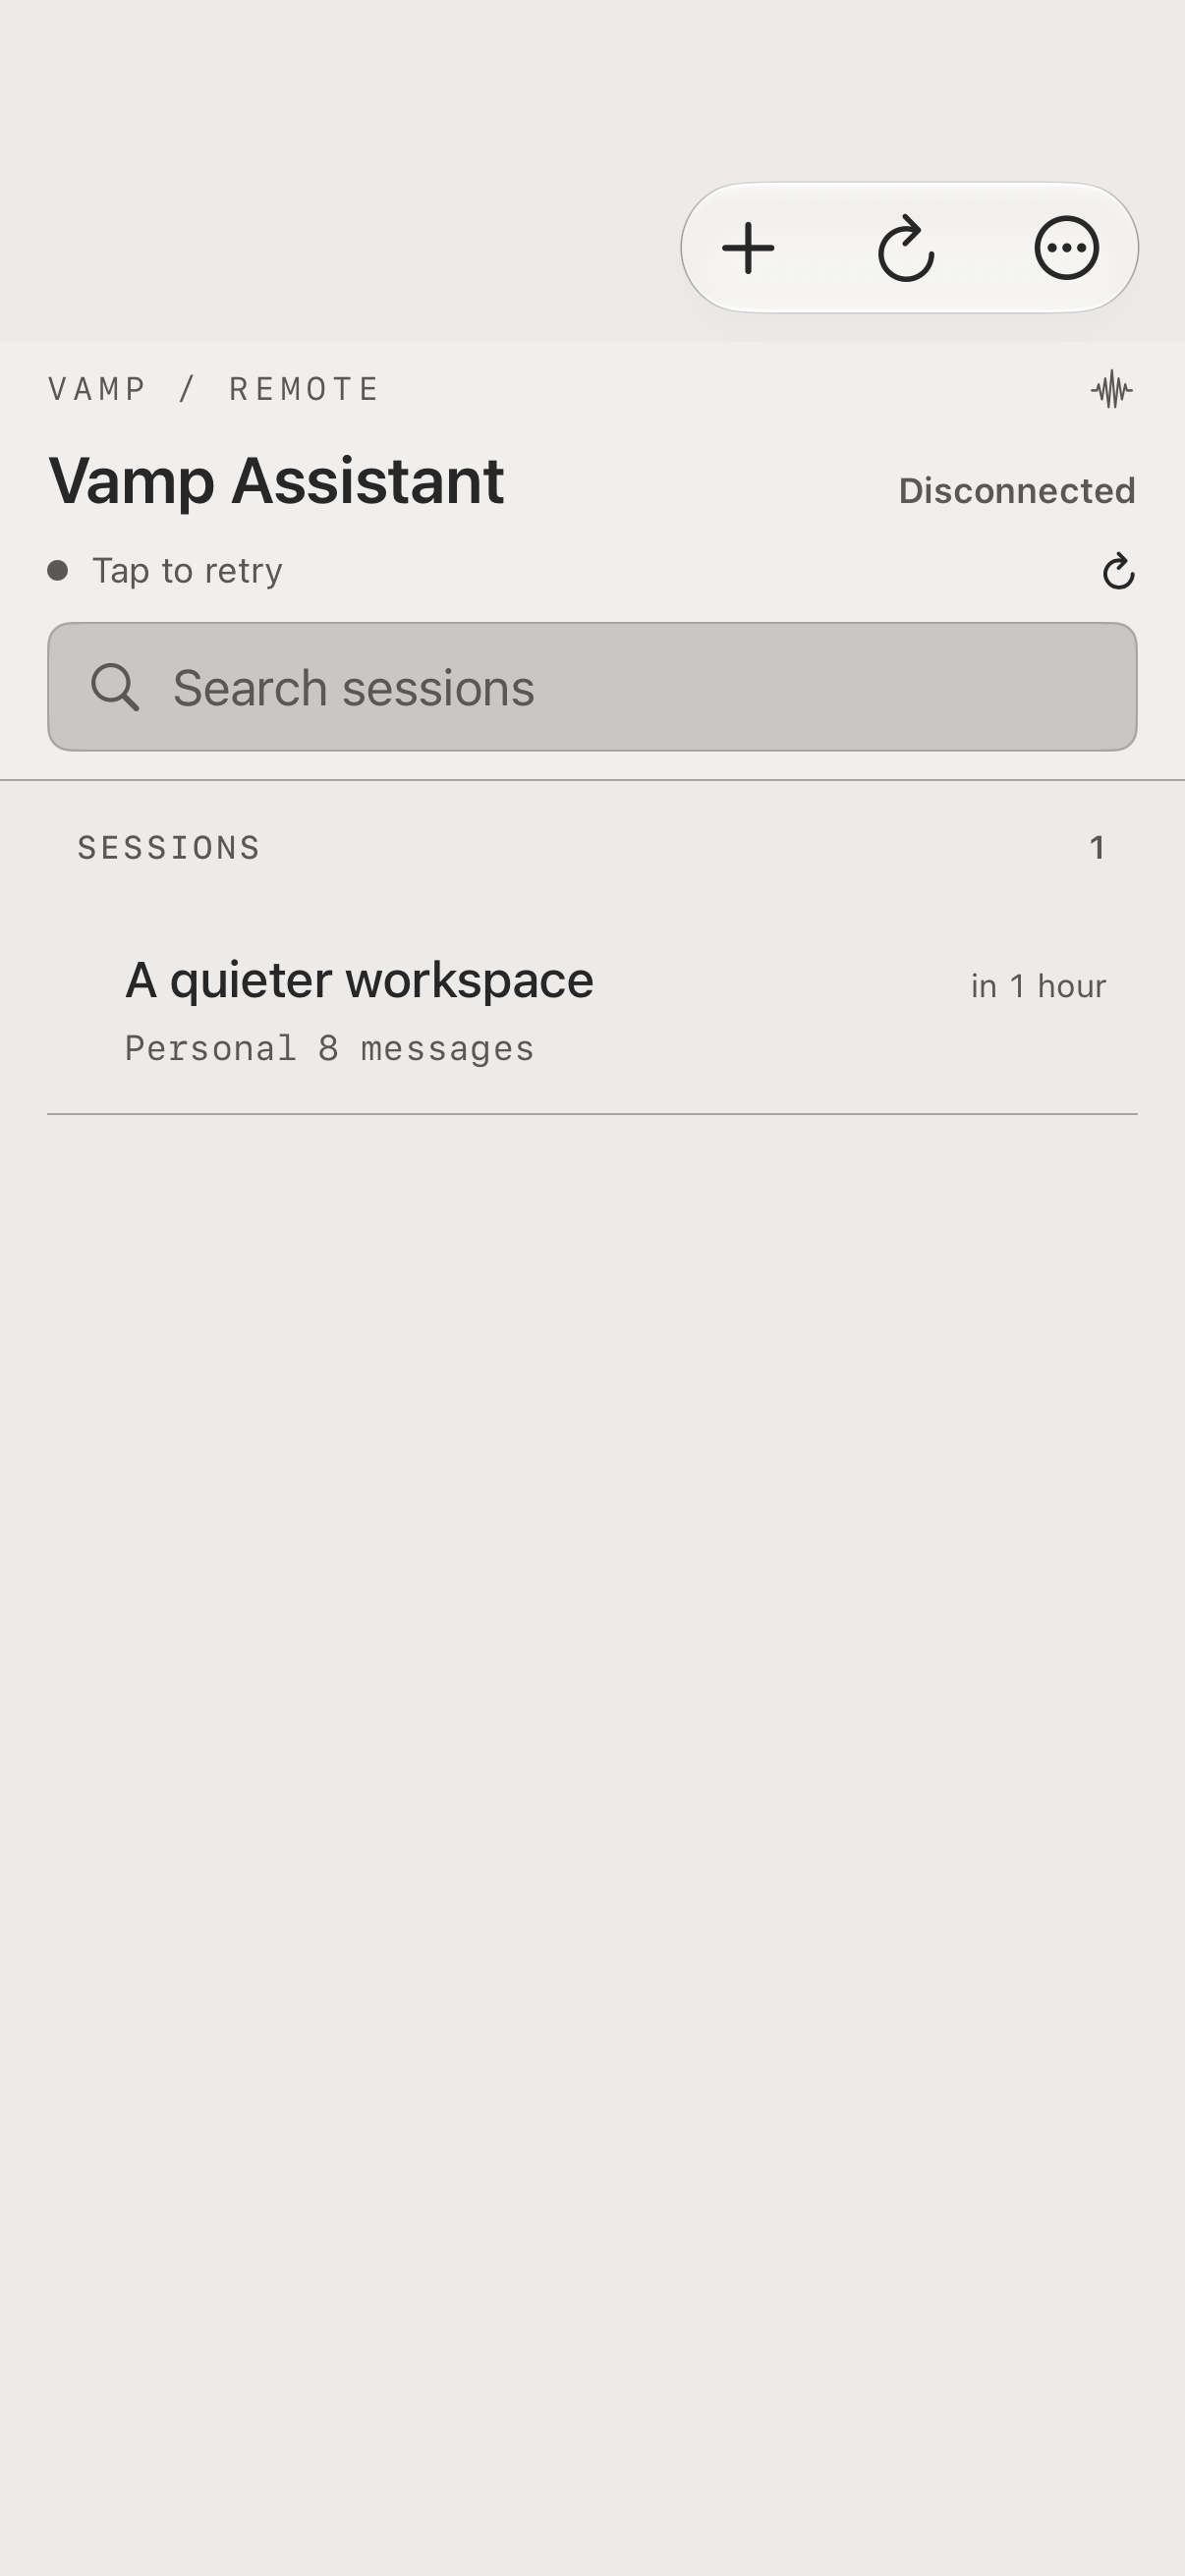 VAMP / REMOTE
Vamp Assistant
Disconnected
Tap to retry
Search sessions
SESSIONS
1
A quieter workspace
in 1 hour
Personal 8 messages